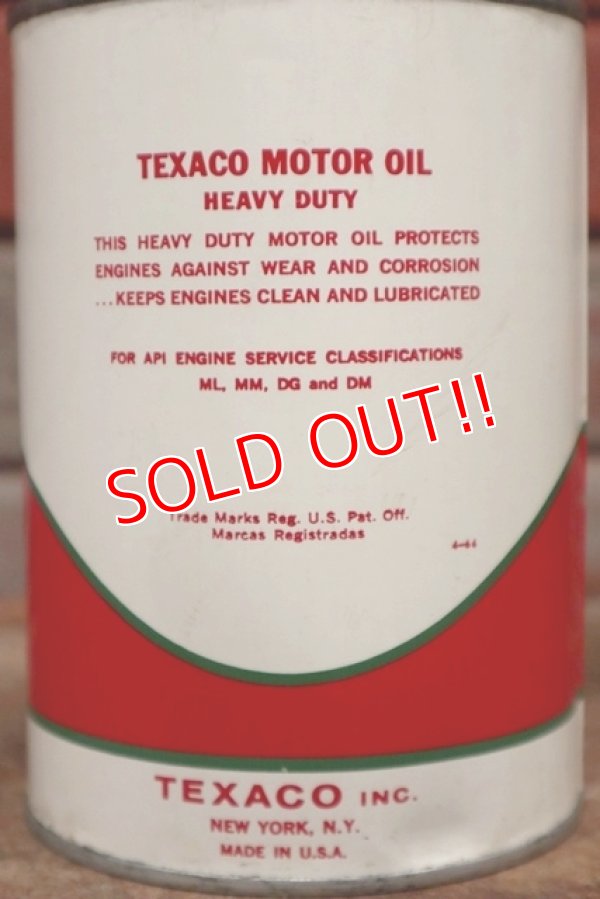 TEXACO MOTOR OIL
HEAVY DUTY
THIS HEAVY DUTY MOTOR OIL PROTECTS
ENGINES AGAINST WEAR AND CORROSION
...KEEPS ENGINES CLEAN AND LUBRICATED
FOR API ENGINE SERVICE CLASSIFICATIONS
ML, MM, DG and DM
SOLD OUT!!
Trade Marks Reg. U.S. Pat. Off.
Marcas Registradas
TEXACO INC.
NEW YORK, N.Y.
MADE IN U.S.A.